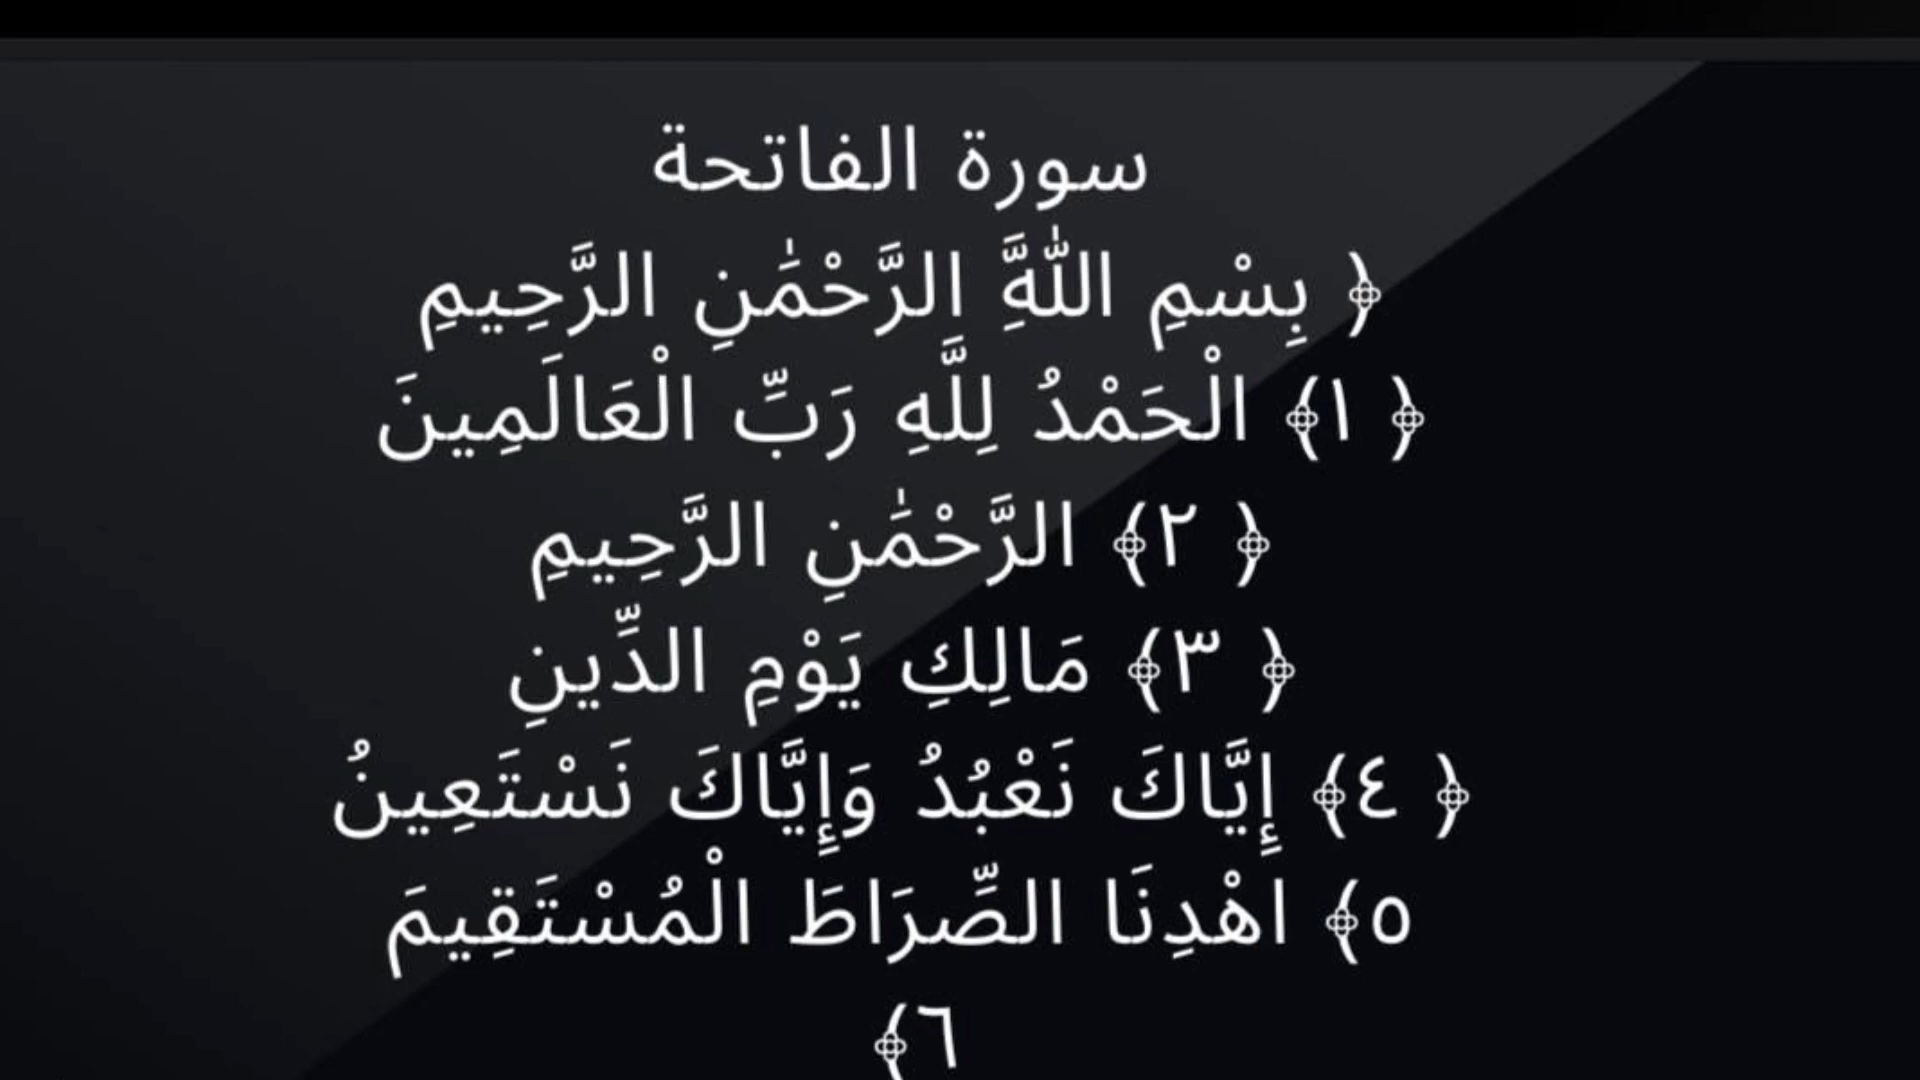 سورة الفاتحة
﴿ بِسْمِ اللَّهِ الرَّحْمَٰنِ الرَّحِيمِ
﴿ ١﴾ الْحَمْدُ لِلَّهِ رَبِّ الْعَالَمِينَ
﴿ ٢﴾ الرَّحْمَٰنِ الرَّحِيمِ
﴿ ٣﴾ مَالِكِ يَوْمِ الدِّينِ
﴿ ٤﴾ إِيَّاكَ نَعْبُدُ وَإِيَّاكَ نَسْتَعِينُ
٥﴾ اهْدِنَا الصِّرَاطَ الْمُسْتَقِيمَ
٦﴾